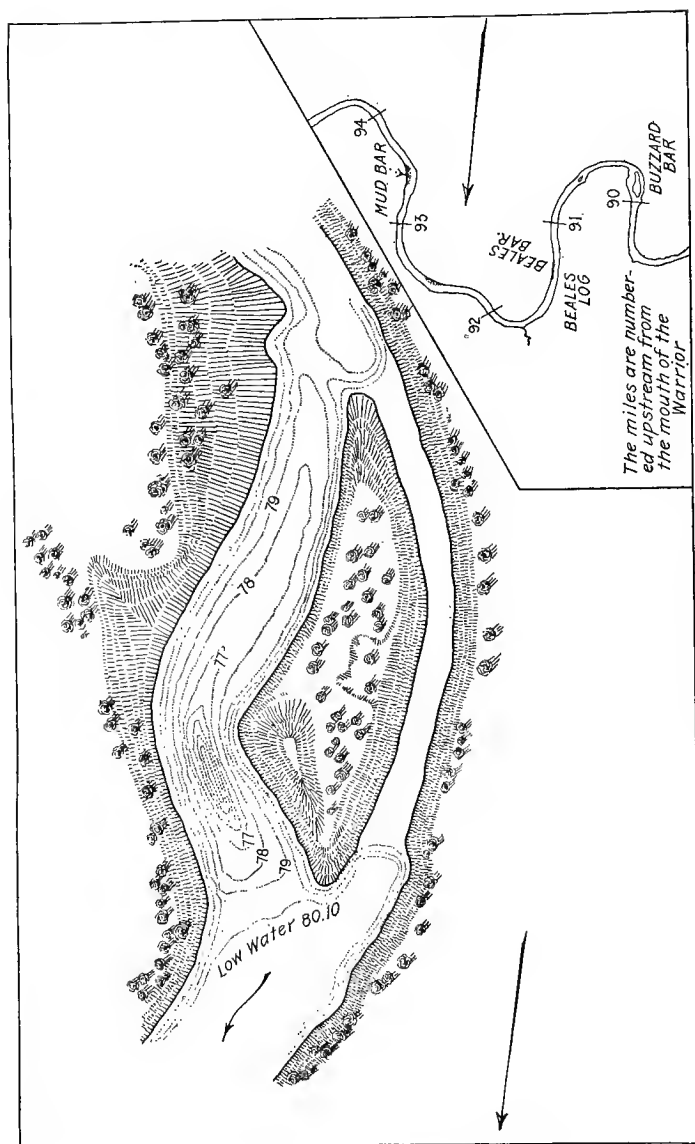 94
MUD BAR
93
92
BEALES
BAR.
BEALES
LOG
91
90
BUZZARD
BAR
The miles are number-
ed upstream from
the mouth of the
Warrior
79
78
77
77
78
79
Low Water 80.10